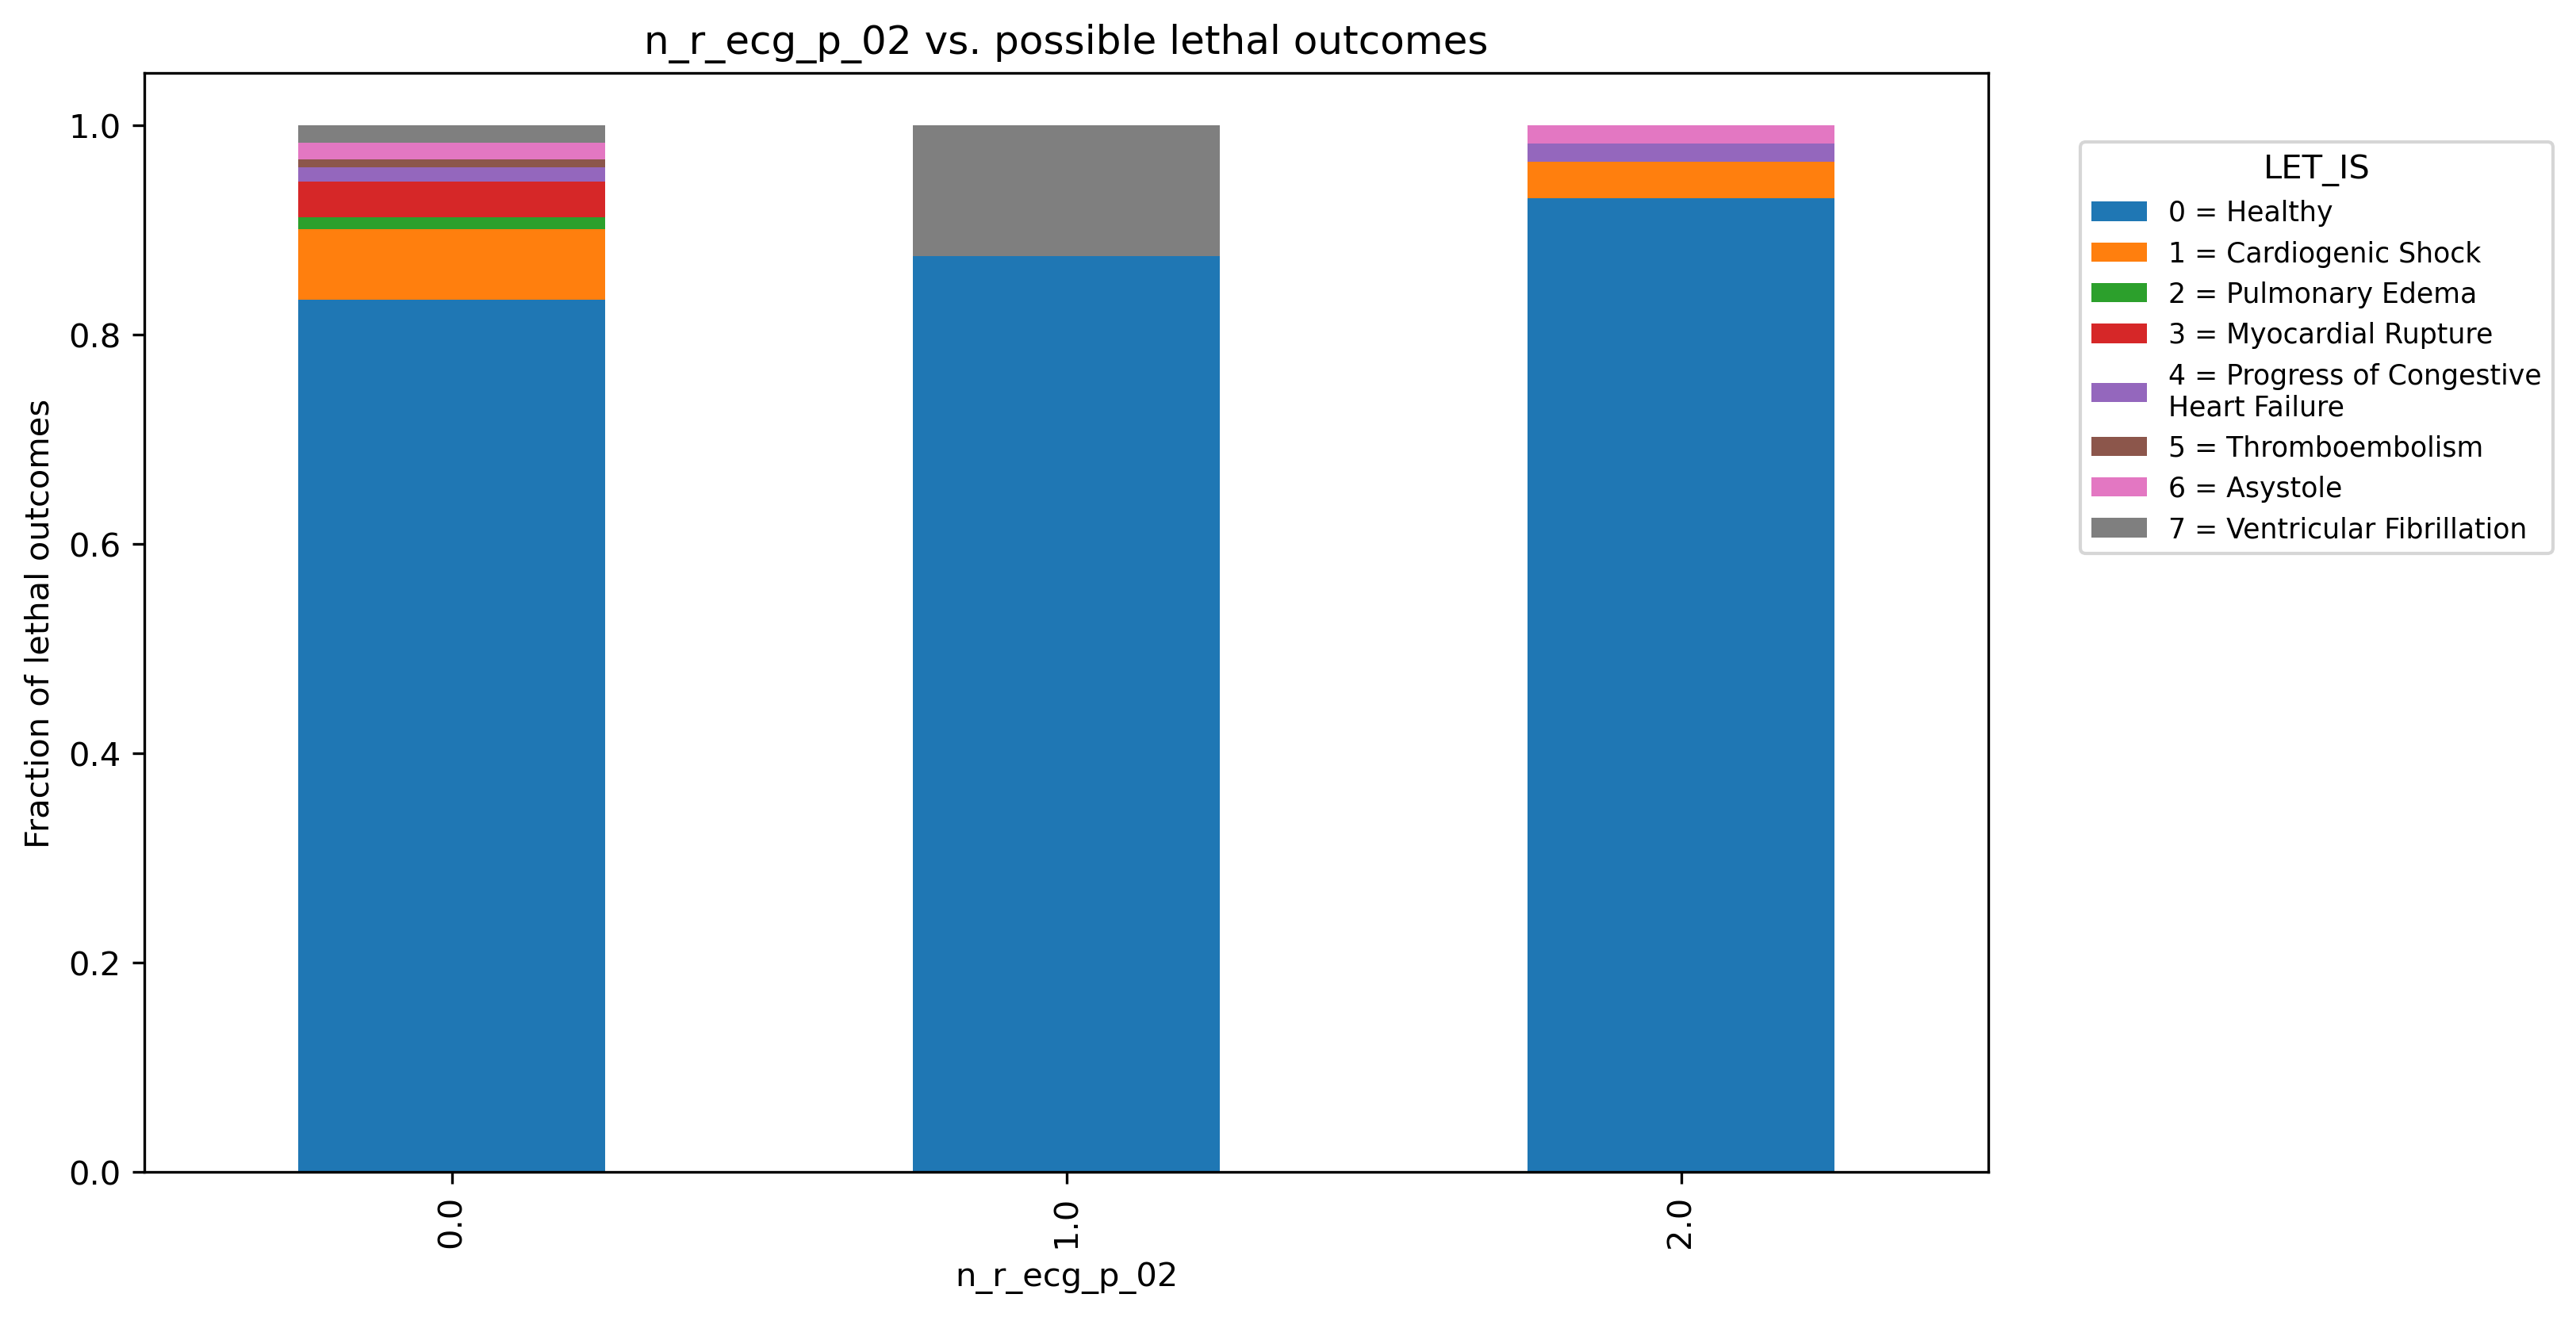 n_r_ecg_p_02 vs. possible lethal outcomes
Fraction of lethal outcomes
1.0
0.8
0.6
0.4
0.2
0.0
0.0
1.0
2.0
n_r_ecg_p_02
LET_IS
0 = Healthy
1 = Cardiogenic Shock
2 = Pulmonary Edema
3 = Myocardial Rupture
4 = Progress of Congestive
Heart Failure
5 = Thromboembolism
6 = Asystole
7 = Ventricular Fibrillation